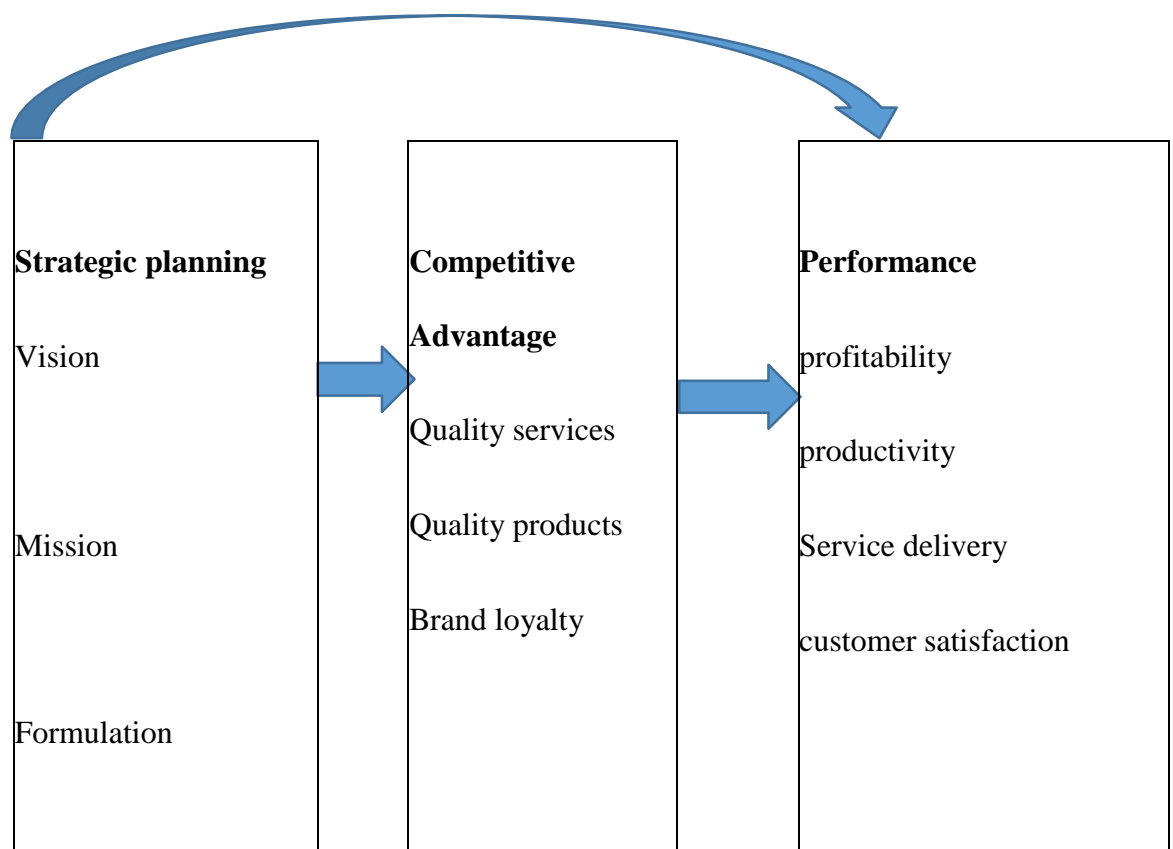 Strategic planning
Vision
Mission
Formulation
Competitive
Advantage
Quality services
Quality products
Brand loyalty
Performance
profitability
productivity
Service delivery
customer satisfaction